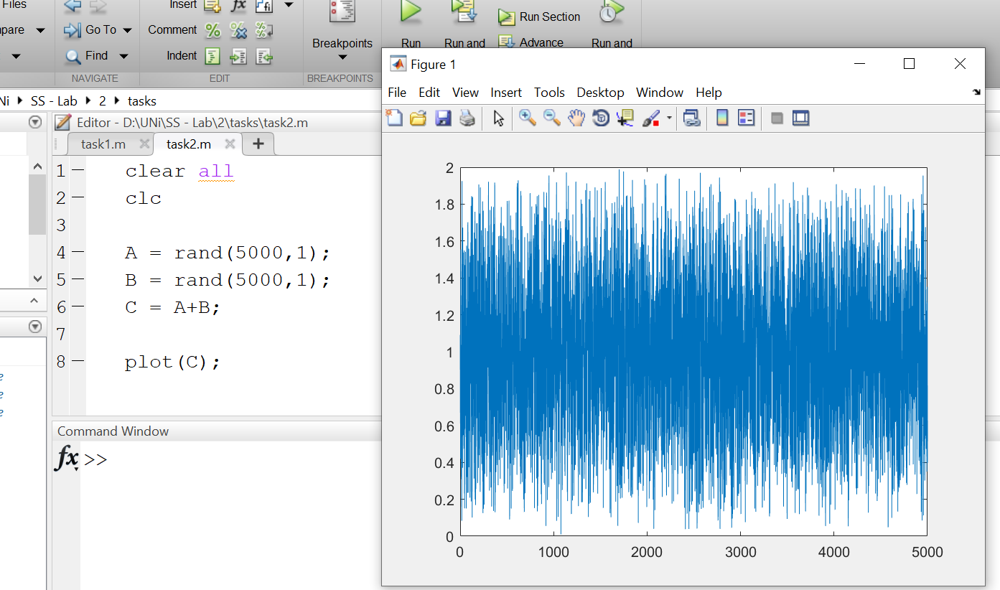 Files
Insert
fx
fi
Run Section
pare
Go To
Comment
Breakpoints
Run
Run and
Advance
Run and
Find
Indent
NAVIGATE
EDIT
BREAKPOINTS
Ni SS - Lab 2 tasks
Editor - D:\UNi\SS - Lab\2\tasks\task2.m
task1.m
task2.m
1 clear all
2 clc
3
4 A = rand(5000,1);
5 B = rand(5000,1);
6 C = A+B;
7
8 plot(C);
e
e
e
Command Window
fx >>
Figure 1
File Edit View Insert Tools Desktop Window Help
2
1.8
1.6
1.4
1.2
1
0.8
0.6
0.4
0.2
0
0 1000 2000 3000 4000 5000